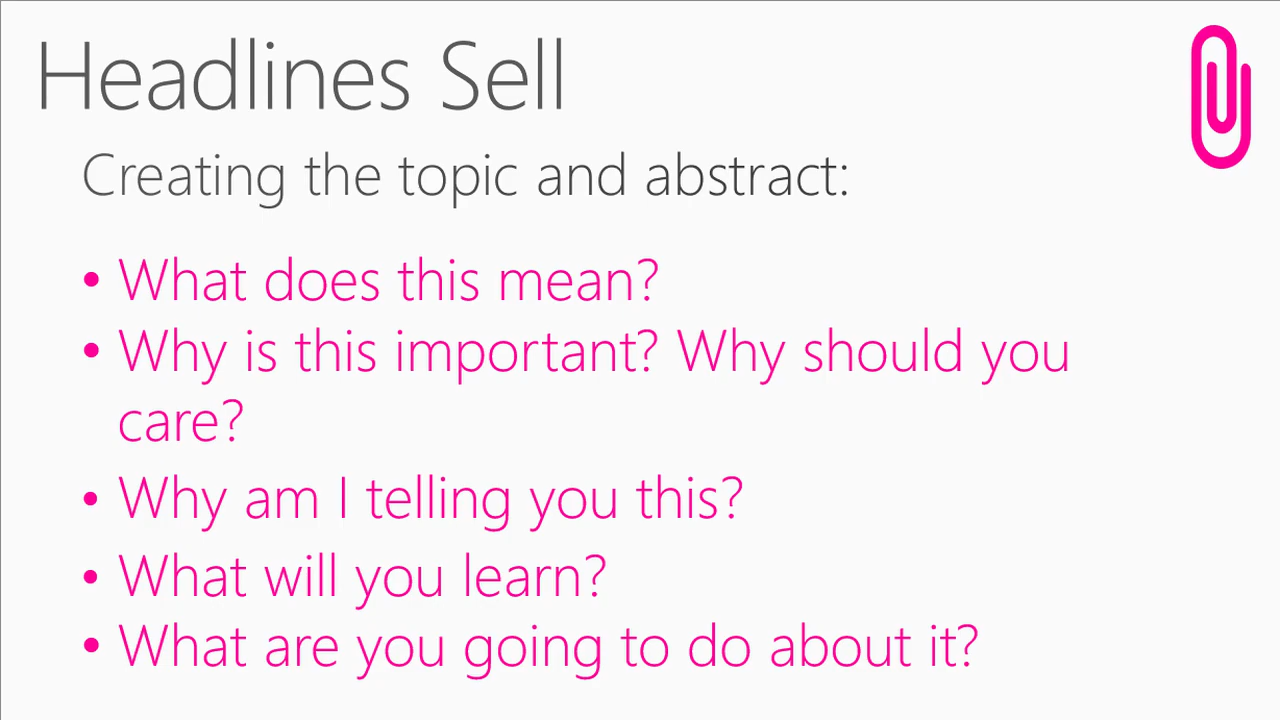 Headlines Sell
Creating the topic and abstract:
• What does this mean?
• Why is this important? Why should you
care?
• Why am I telling you this?
• What will you learn?
• What are you going to do about it?